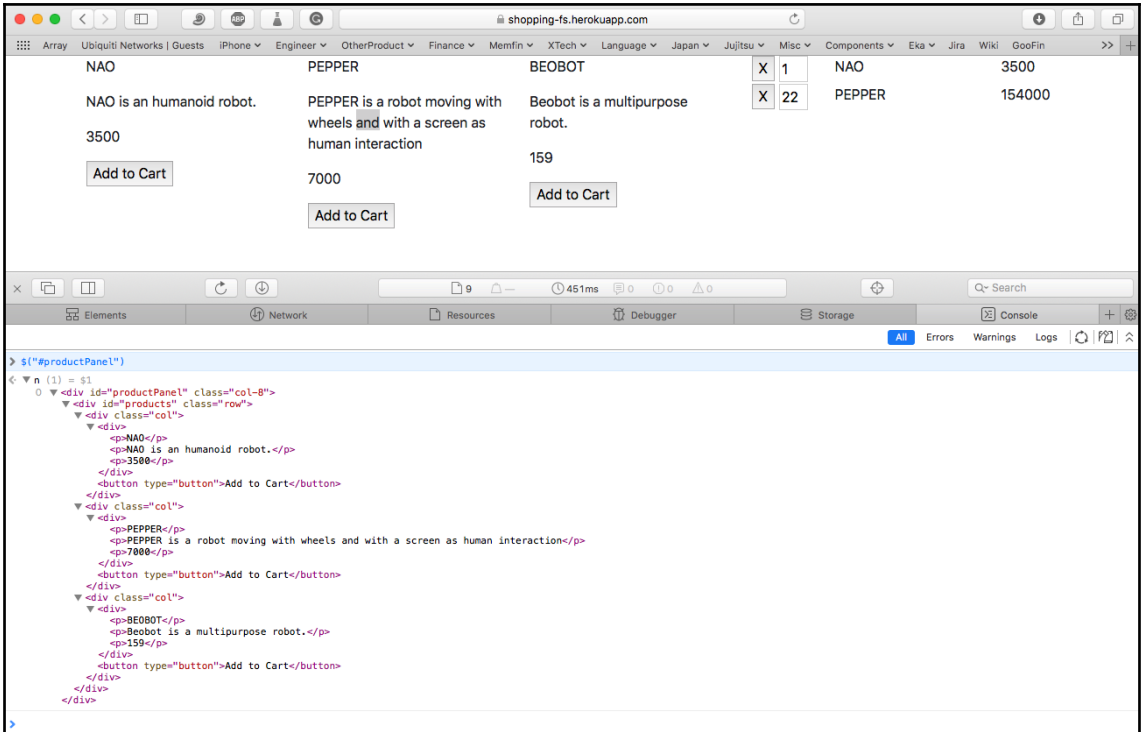 shopping-fs.herokuapp.com
Array Ubiquiti Networks | Guests iPhone Engineer OtherProduct Finance Memfin XTech Language Japan Jujitsu Misc Components Eka Jira Wiki GooFin >> +
NAO PEPPER BEOBOT X 1 NAO 3500
NAO is an humanoid robot. PEPPER is a robot moving with Beobot is a multipurpose X 22 PEPPER 154000
wheels and with a screen as robot.
3500 human interaction
159
Add to Cart 7000
Add to Cart
Add to Cart
9 — 451ms 0 0 0 Search
Elements Network Resources Debugger Storage Console +
All Errors Warnings Logs
> $("#productPanel")
n (1) = $1
0 <div id="productPanel" class="col-8">
<div id="products" class="row">
<div class="col">
<div>
<p>NAO</p>
<p>NAO is an humanoid robot.</p>
<p>3500</p>
</div>
<button type="button">Add to Cart</button>
</div>
<div class="col">
<div>
<p>PEPPER</p>
<p>PEPPER is a robot moving with wheels and with a screen as human interaction</p>
<p>7000</p>
</div>
<button type="button">Add to Cart</button>
</div>
<div class="col">
<div>
<p>BEOBOT</p>
<p>Beobot is a multipurpose robot.</p>
<p>159</p>
</div>
<button type="button">Add to Cart</button>
</div>
</div>
</div>
>